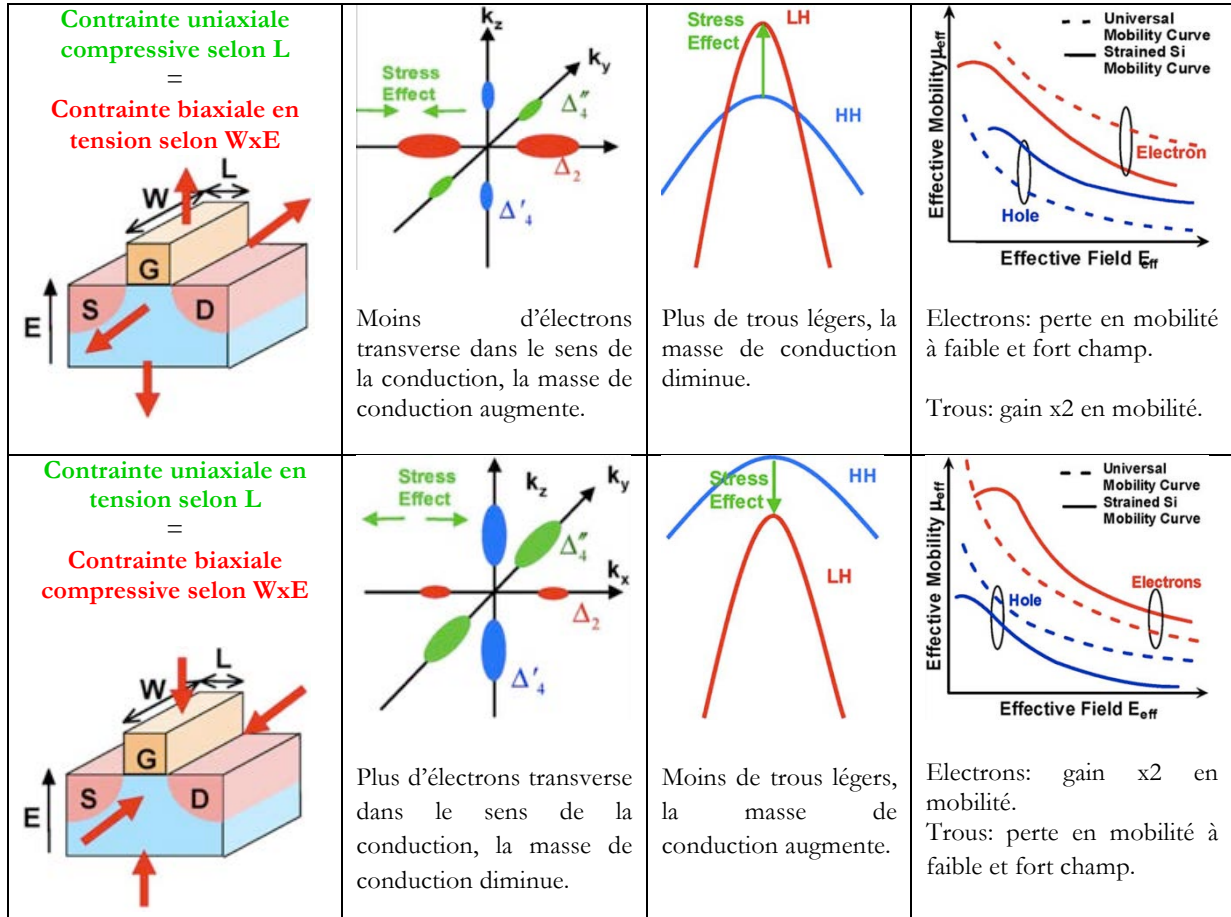 Contrainte uniaxiale
compressive selon L
=
Contrainte biaxiale en
tension selon WxE
W
L
G
S
D
E
Stress
Effect
k_z
k_y
Δ''_4
Δ_2
Δ'_4
Moins d'électrons
transverse dans le sens de
la conduction, la masse de
conduction augmente.
Stress
Effect
LH
HH
Plus de trous légers, la
masse de conduction
diminue.
Universal
Mobility Curve
Strained Si
Mobility Curve
Effective Mobility μ_eff
Electron
Hole
Effective Field E_eff
Electrons: perte en mobilité
à faible et fort champ.
Trous: gain x2 en mobilité.
Contrainte uniaxiale en
tension selon L
=
Contrainte biaxiale
compressive selon WxE
W
L
G
S
D
E
Stress
Effect
k_z
k_y
Δ''_4
k_x
Δ_2
Δ'_4
Plus d'électrons transverse
dans le sens de la
conduction, la masse de
conduction diminue.
Stress
Effect
HH
LH
Moins de trous légers,
la masse de
conduction augmente.
Universal
Mobility Curve
Strained Si
Mobility Curve
Effective Mobility μ_eff
Electrons
Hole
Effective Field E_eff
Electrons: gain x2 en
mobilité.
Trous: perte en mobilité à
faible et fort champ.